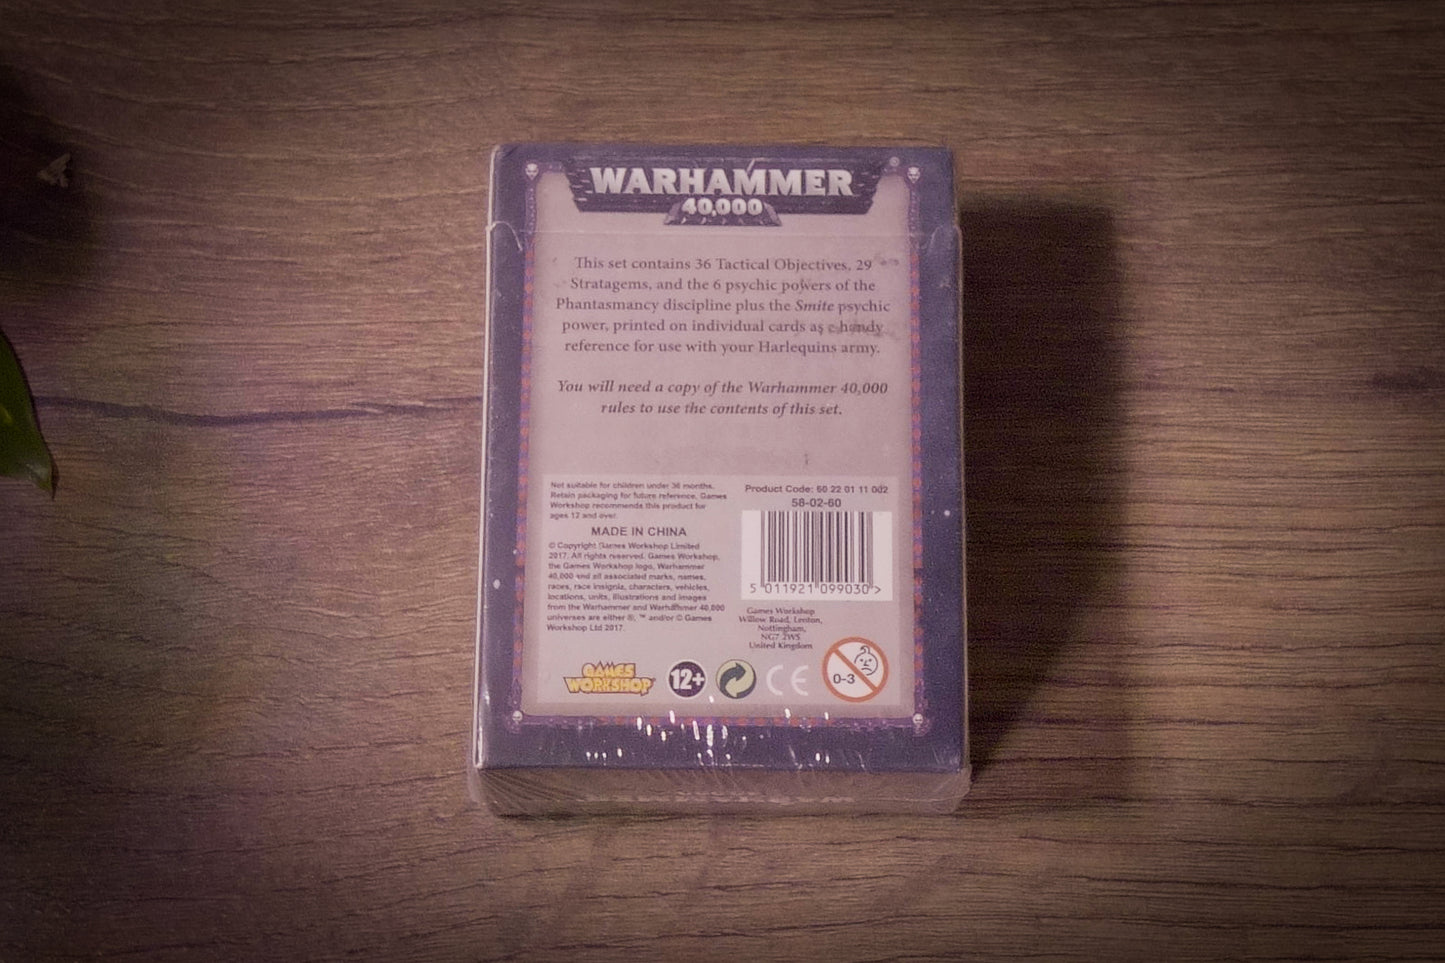 WARHAMMER
40,000
This set contains 36 Tactical Objectives, 29
Stratagems, and the 6 psychic powers of the
Phantasmancy discipline plus the Smite psychic
power, printed on individual cards as a handy
reference for use with your Harlequins army.
You will need a copy of the Warhammer 40,000
rules to use the contents of this set.
Not suitable for children under 36 months.
Retain packaging for future reference. Games
Workshop recommends this product for
ages 12 and over.
MADE IN CHINA
© Copyright Games Workshop Limited
2017. All rights reserved. Games Workshop,
the Games Workshop logo, Warhammer
40,000 and all associated marks, names,
races, race insignia, characters, vehicles,
locations, units, illustrations and images
from the Warhammer and Warhammer 40,000
universes are either ®, ™ and/or © Games
Workshop Ltd 2017.
Product Code: 60 22 01 11 002
58-02-60
5 011921 099030 >
Games Workshop
Willow Road, Lenton,
Nottingham,
NG7 2WS
United Kingdom
GAMES
WORKSHOP
12+
CE
0-3